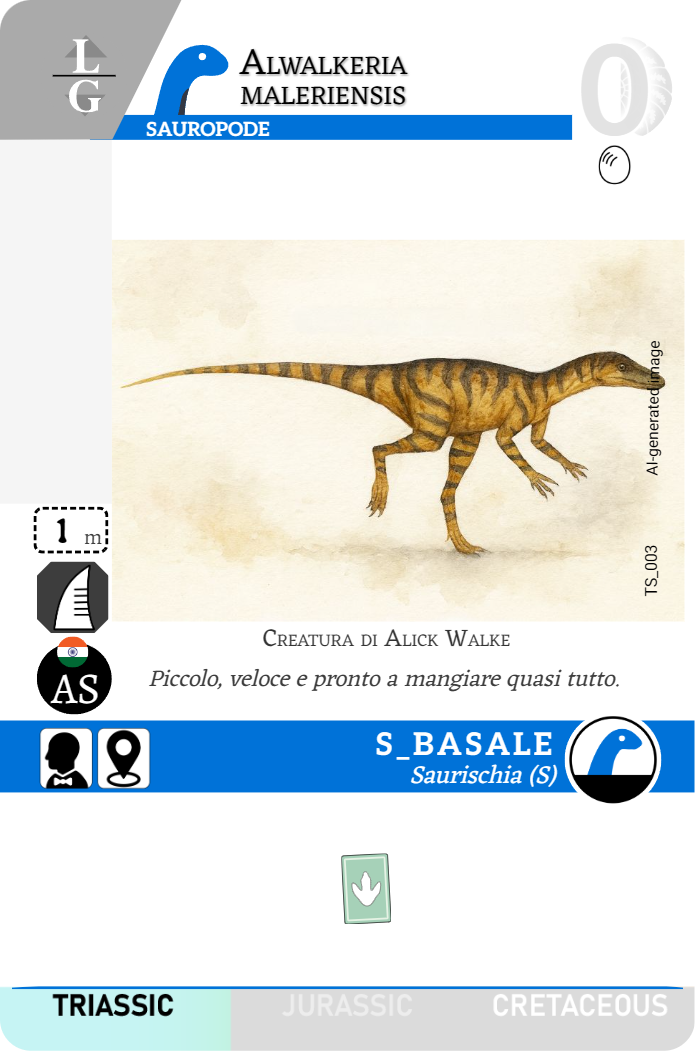 L
G
ALWALKERIA
MALERIENSIS
SAUROPODE
0
AI-generated image
1 m
TS_003
AS
CREATURA DI ALICK WALKE
Piccolo, veloce e pronto a mangiare quasi tutto.
S_BASALE
Saurischia (S)
TRIASSIC
JURASSIC
CRETACEOUS